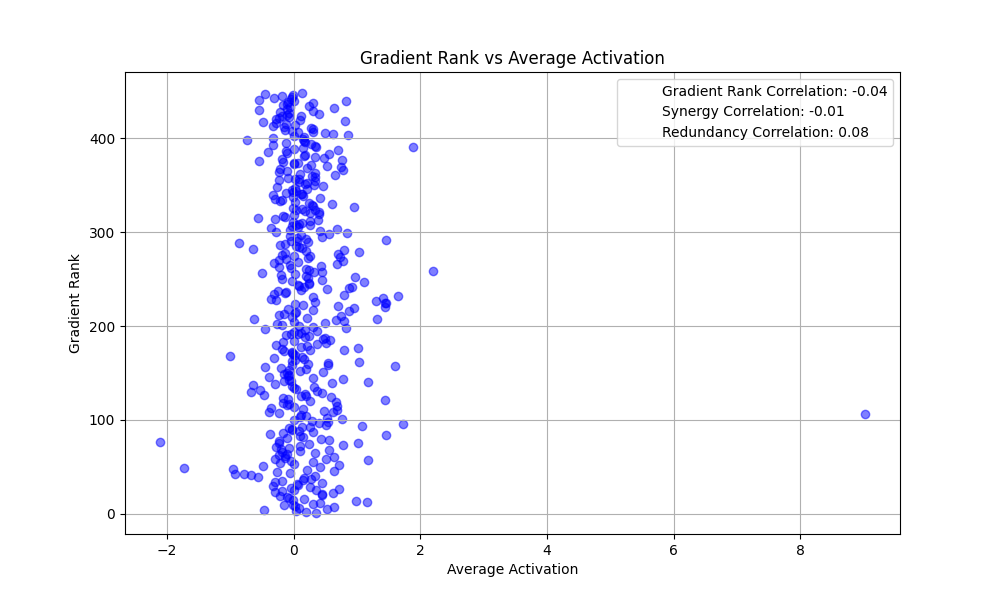 Gradient Rank vs Average Activation
Gradient Rank Correlation: -0.04
Synergy Correlation: -0.01
Redundancy Correlation: 0.08
Gradient Rank
400
300
200
100
0
−2
0
2
4
6
8
Average Activation